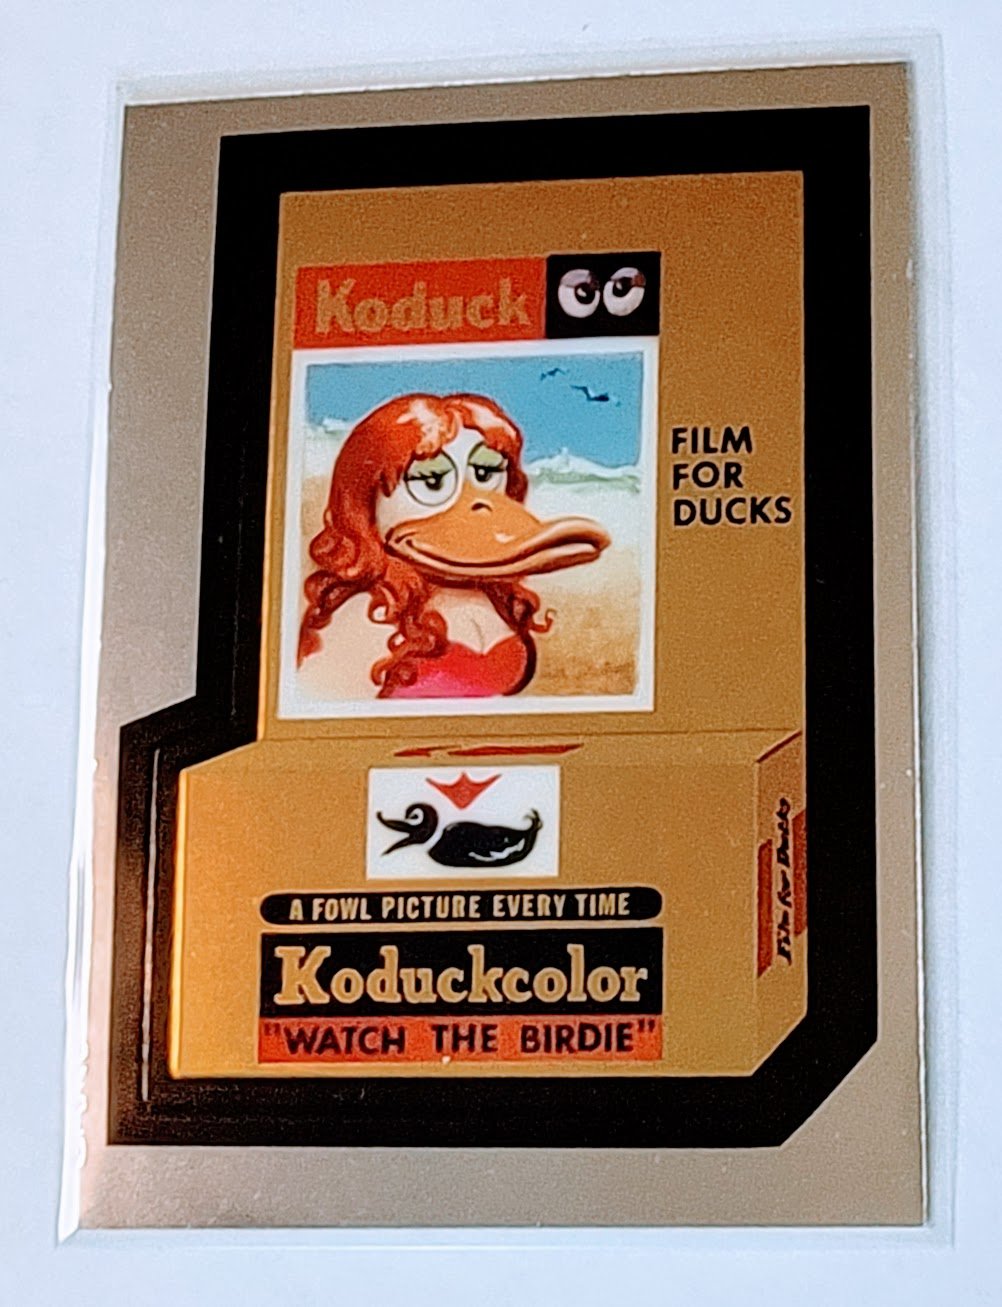 Koduck
FILM
FOR
DUCKS
A FOWL PICTURE EVERY TIME
Koduckcolor
"WATCH THE BIRDIE"
Film for Ducks